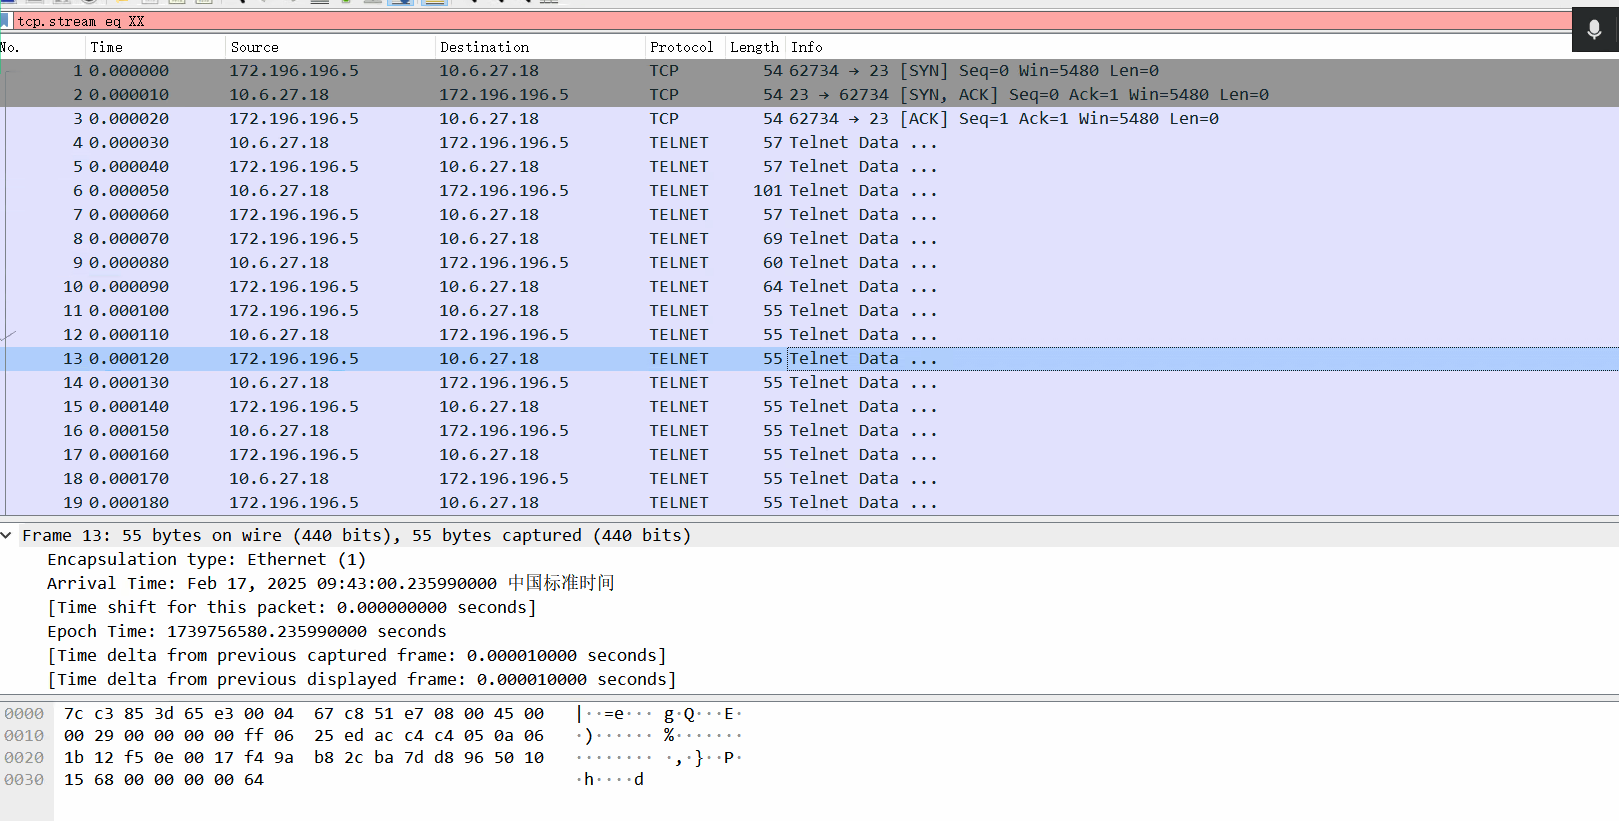 tcp.stream eq XX
No. Time Source Destination Protocol Length Info
1 0.000000 172.196.196.5 10.6.27.18 TCP 54 62734 → 23 [SYN] Seq=0 Win=5480 Len=0
2 0.000010 10.6.27.18 172.196.196.5 TCP 54 23 → 62734 [SYN, ACK] Seq=0 Ack=1 Win=5480 Len=0
3 0.000020 172.196.196.5 10.6.27.18 TCP 54 62734 → 23 [ACK] Seq=1 Ack=1 Win=5480 Len=0
4 0.000030 10.6.27.18 172.196.196.5 TELNET 57 Telnet Data ...
5 0.000040 172.196.196.5 10.6.27.18 TELNET 57 Telnet Data ...
6 0.000050 10.6.27.18 172.196.196.5 TELNET 101 Telnet Data ...
7 0.000060 172.196.196.5 10.6.27.18 TELNET 57 Telnet Data ...
8 0.000070 172.196.196.5 10.6.27.18 TELNET 69 Telnet Data ...
9 0.000080 10.6.27.18 172.196.196.5 TELNET 60 Telnet Data ...
10 0.000090 172.196.196.5 10.6.27.18 TELNET 64 Telnet Data ...
11 0.000100 172.196.196.5 10.6.27.18 TELNET 55 Telnet Data ...
12 0.000110 10.6.27.18 172.196.196.5 TELNET 55 Telnet Data ...
13 0.000120 172.196.196.5 10.6.27.18 TELNET 55 Telnet Data ...
14 0.000130 10.6.27.18 172.196.196.5 TELNET 55 Telnet Data ...
15 0.000140 172.196.196.5 10.6.27.18 TELNET 55 Telnet Data ...
16 0.000150 10.6.27.18 172.196.196.5 TELNET 55 Telnet Data ...
17 0.000160 172.196.196.5 10.6.27.18 TELNET 55 Telnet Data ...
18 0.000170 10.6.27.18 172.196.196.5 TELNET 55 Telnet Data ...
19 0.000180 172.196.196.5 10.6.27.18 TELNET 55 Telnet Data ...
Frame 13: 55 bytes on wire (440 bits), 55 bytes captured (440 bits)
Encapsulation type: Ethernet (1)
Arrival Time: Feb 17, 2025 09:43:00.235990000 中国标准时间
[Time shift for this packet: 0.000000000 seconds]
Epoch Time: 1739756580.235990000 seconds
[Time delta from previous captured frame: 0.000010000 seconds]
[Time delta from previous displayed frame: 0.000010000 seconds]
0000 7c c3 85 3d 65 e3 00 04 67 c8 51 e7 08 00 45 00 |··=e··· g·Q···E·
0010 00 29 00 00 00 00 ff 06 25 ed ac c4 c4 05 0a 06 ·)······ %·······
0020 1b 12 f5 0e 00 17 f4 9a b8 2c ba 7d d8 96 50 10 ········ ·,·}··P·
0030 15 68 00 00 00 00 64 ·h····d